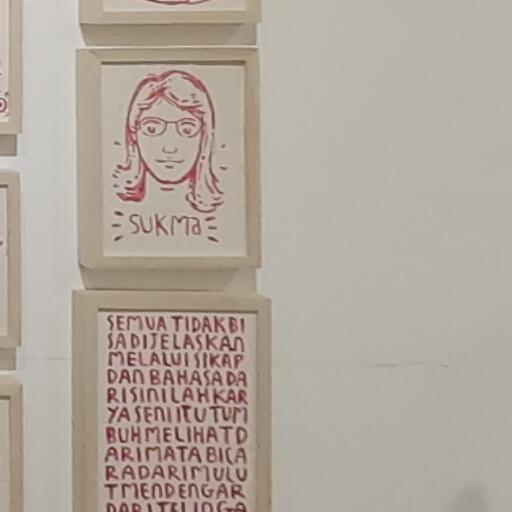 SUKMA
SEMUA TIDAK BI
SA DIJELASKAN
MELALUI SIKAP
DAN BAHASA DA
RI SINILAH KAR
YA SENI ITU TUM
BUH MELIHAT D
ARI MATA BICA
RA DARI MULU
T MENDENGAR
DARI TELINGA